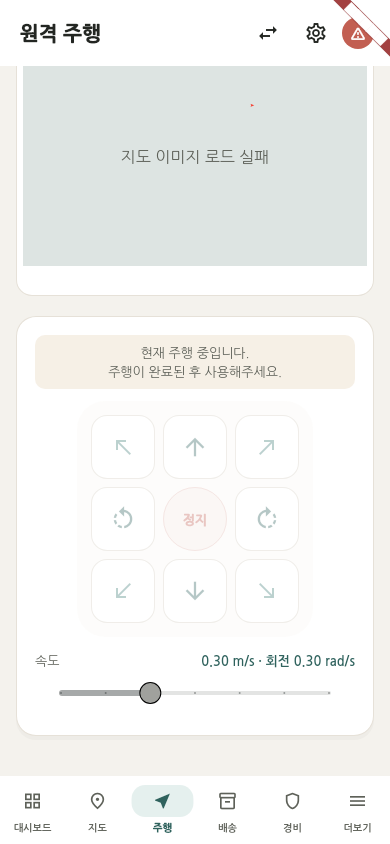 원격 주행
지도 이미지 로드 실패
현재 주행 중입니다.
주행이 완료된 후 사용해주세요.
정지
속도
0.30 m/s · 회전 0.30 rad/s
대시보드
지도
주행
배송
경비
더보기